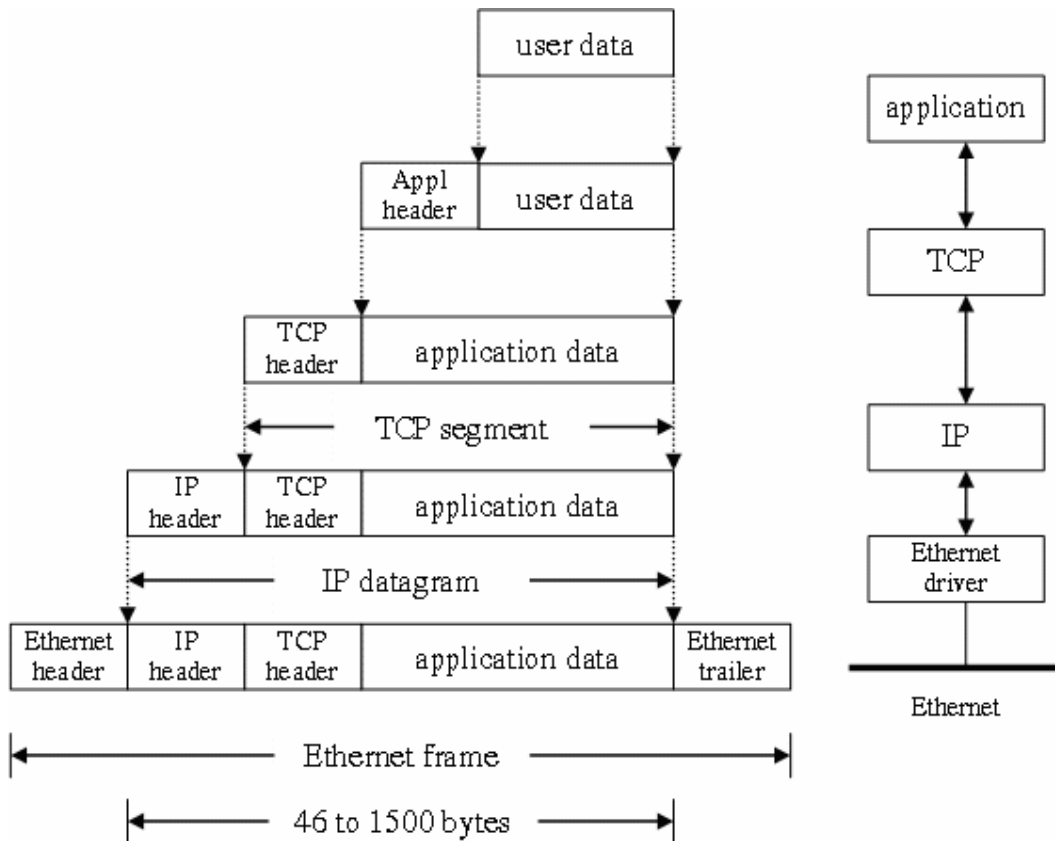 user data
Appl
header
user data
TCP
header
application data
TCP segment
IP
header
TCP
header
application data
IP datagram
Ethernet
header
IP
header
TCP
header
application data
Ethernet
trailer
Ethernet frame
46 to 1500 bytes
application
TCP
IP
Ethernet
driver
Ethernet